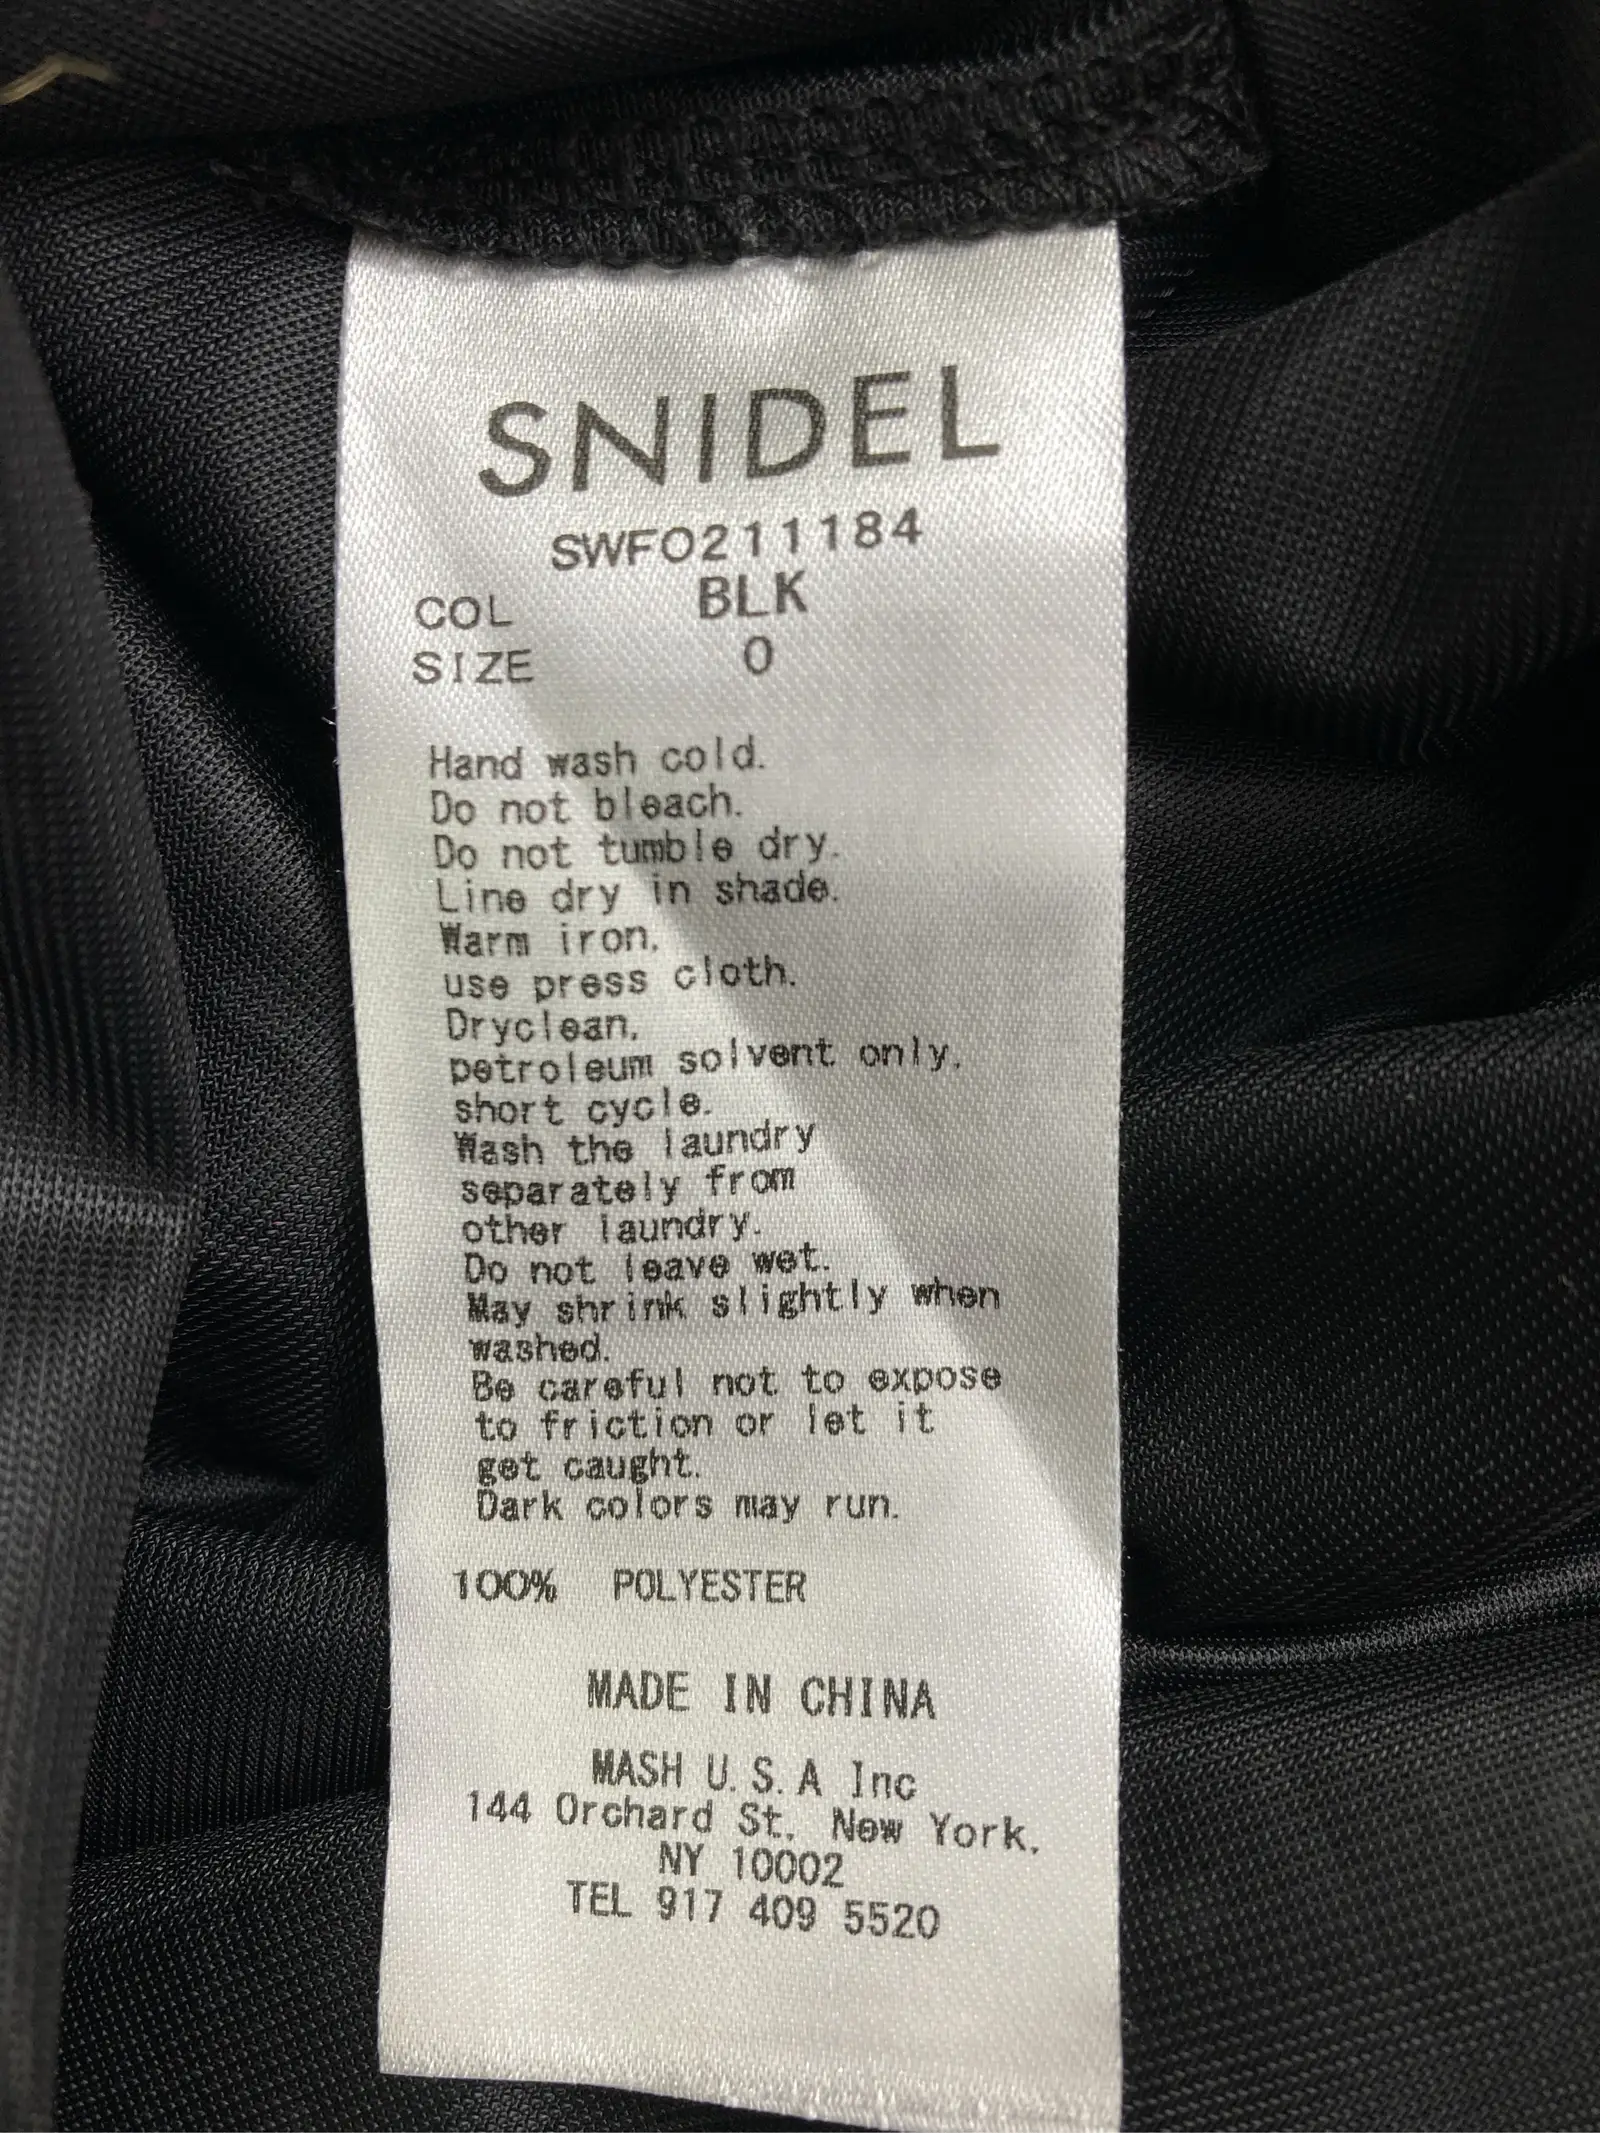 SNIDEL
SWFO211184
COL BLK
SIZE 0
Hand wash cold.
Do not bleach.
Do not tumble dry.
Line dry in shade.
Warm iron,
use press cloth.
Dryclean,
petroleum solvent only,
short cycle.
Wash the laundry
separately from
other laundry.
Do not leave wet.
May shrink slightly when
washed.
Be careful not to expose
to friction or let it
get caught.
Dark colors may run.
100% POLYESTER
MADE IN CHINA
MASH U.S.A Inc
144 Orchard St, New York,
NY 10002
TEL 917 409 5520